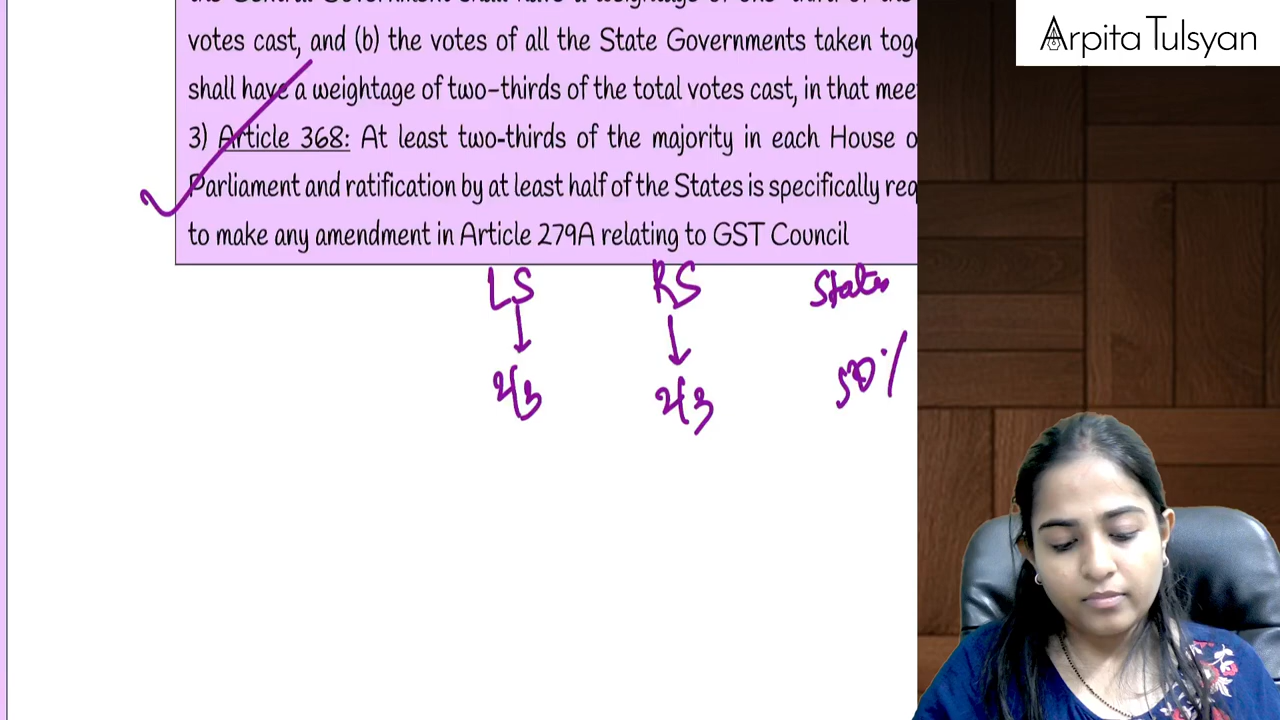 votes cast, and (b) the votes of all the State Governments taken
shall have a weightage of two-thirds of the total votes cast, in that
3) Article 368: At least two-thirds of the majority in each House
Parliament and ratification by at least half of the States is specifically
to make any amendment in Article 279A relating to GST Council
LS RS States
2/3 2/3 50%
Arpita Tulsyan